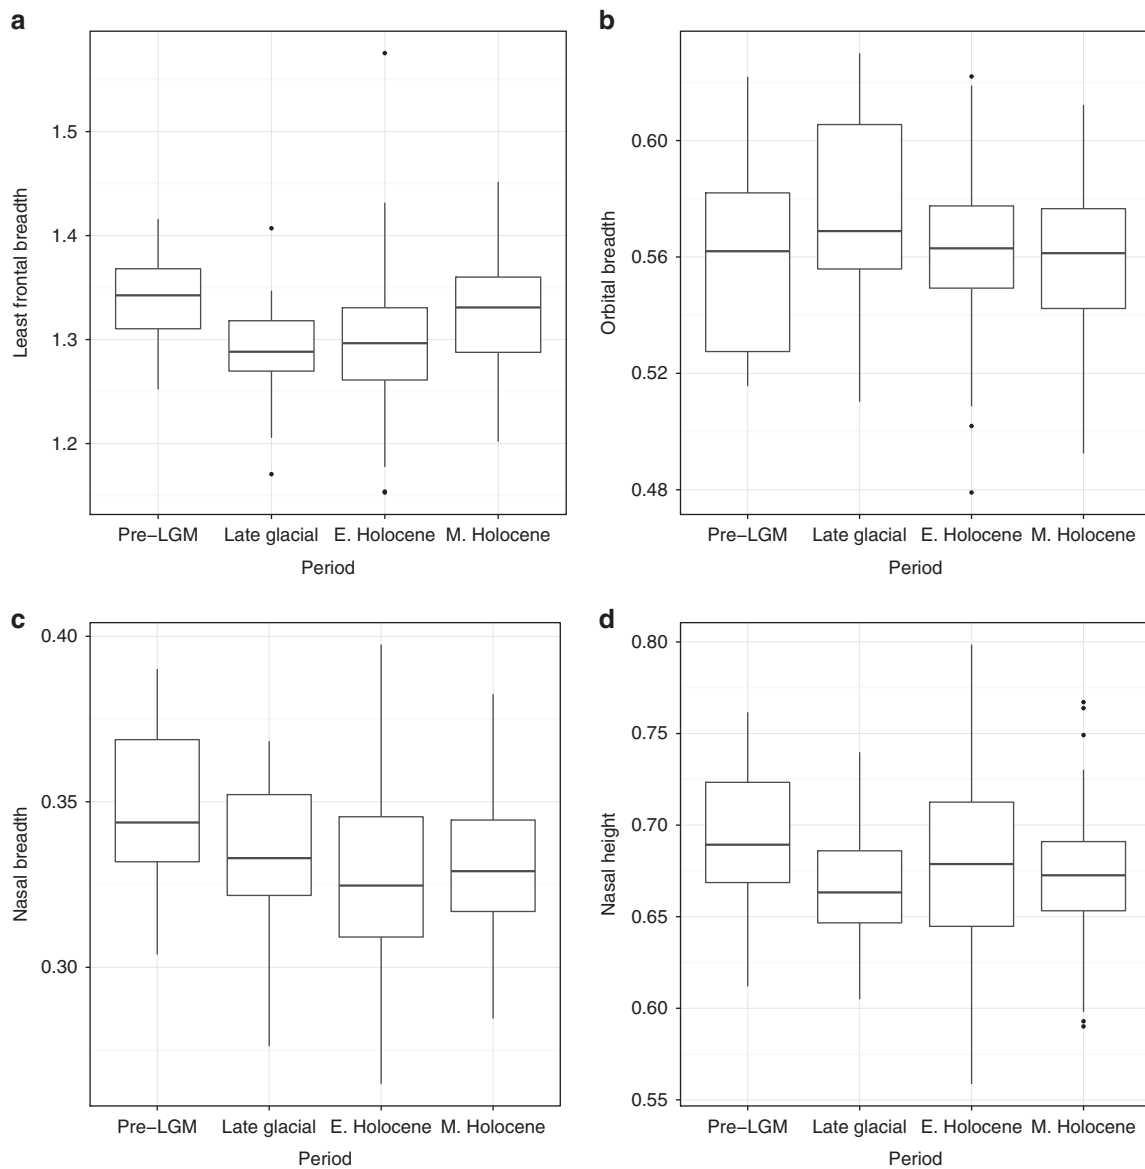 a
1.5
1.4
1.3
1.2
Least frontal breadth
Pre–LGM Late glacial E. Holocene M. Holocene
Period
b
0.60
0.56
0.52
0.48
Orbital breadth
Pre–LGM Late glacial E. Holocene M. Holocene
Period
c
0.40
0.35
0.30
Nasal breadth
Pre–LGM Late glacial E. Holocene M. Holocene
Period
d
0.80
0.75
0.70
0.65
0.60
0.55
Nasal height
Pre–LGM Late glacial E. Holocene M. Holocene
Period